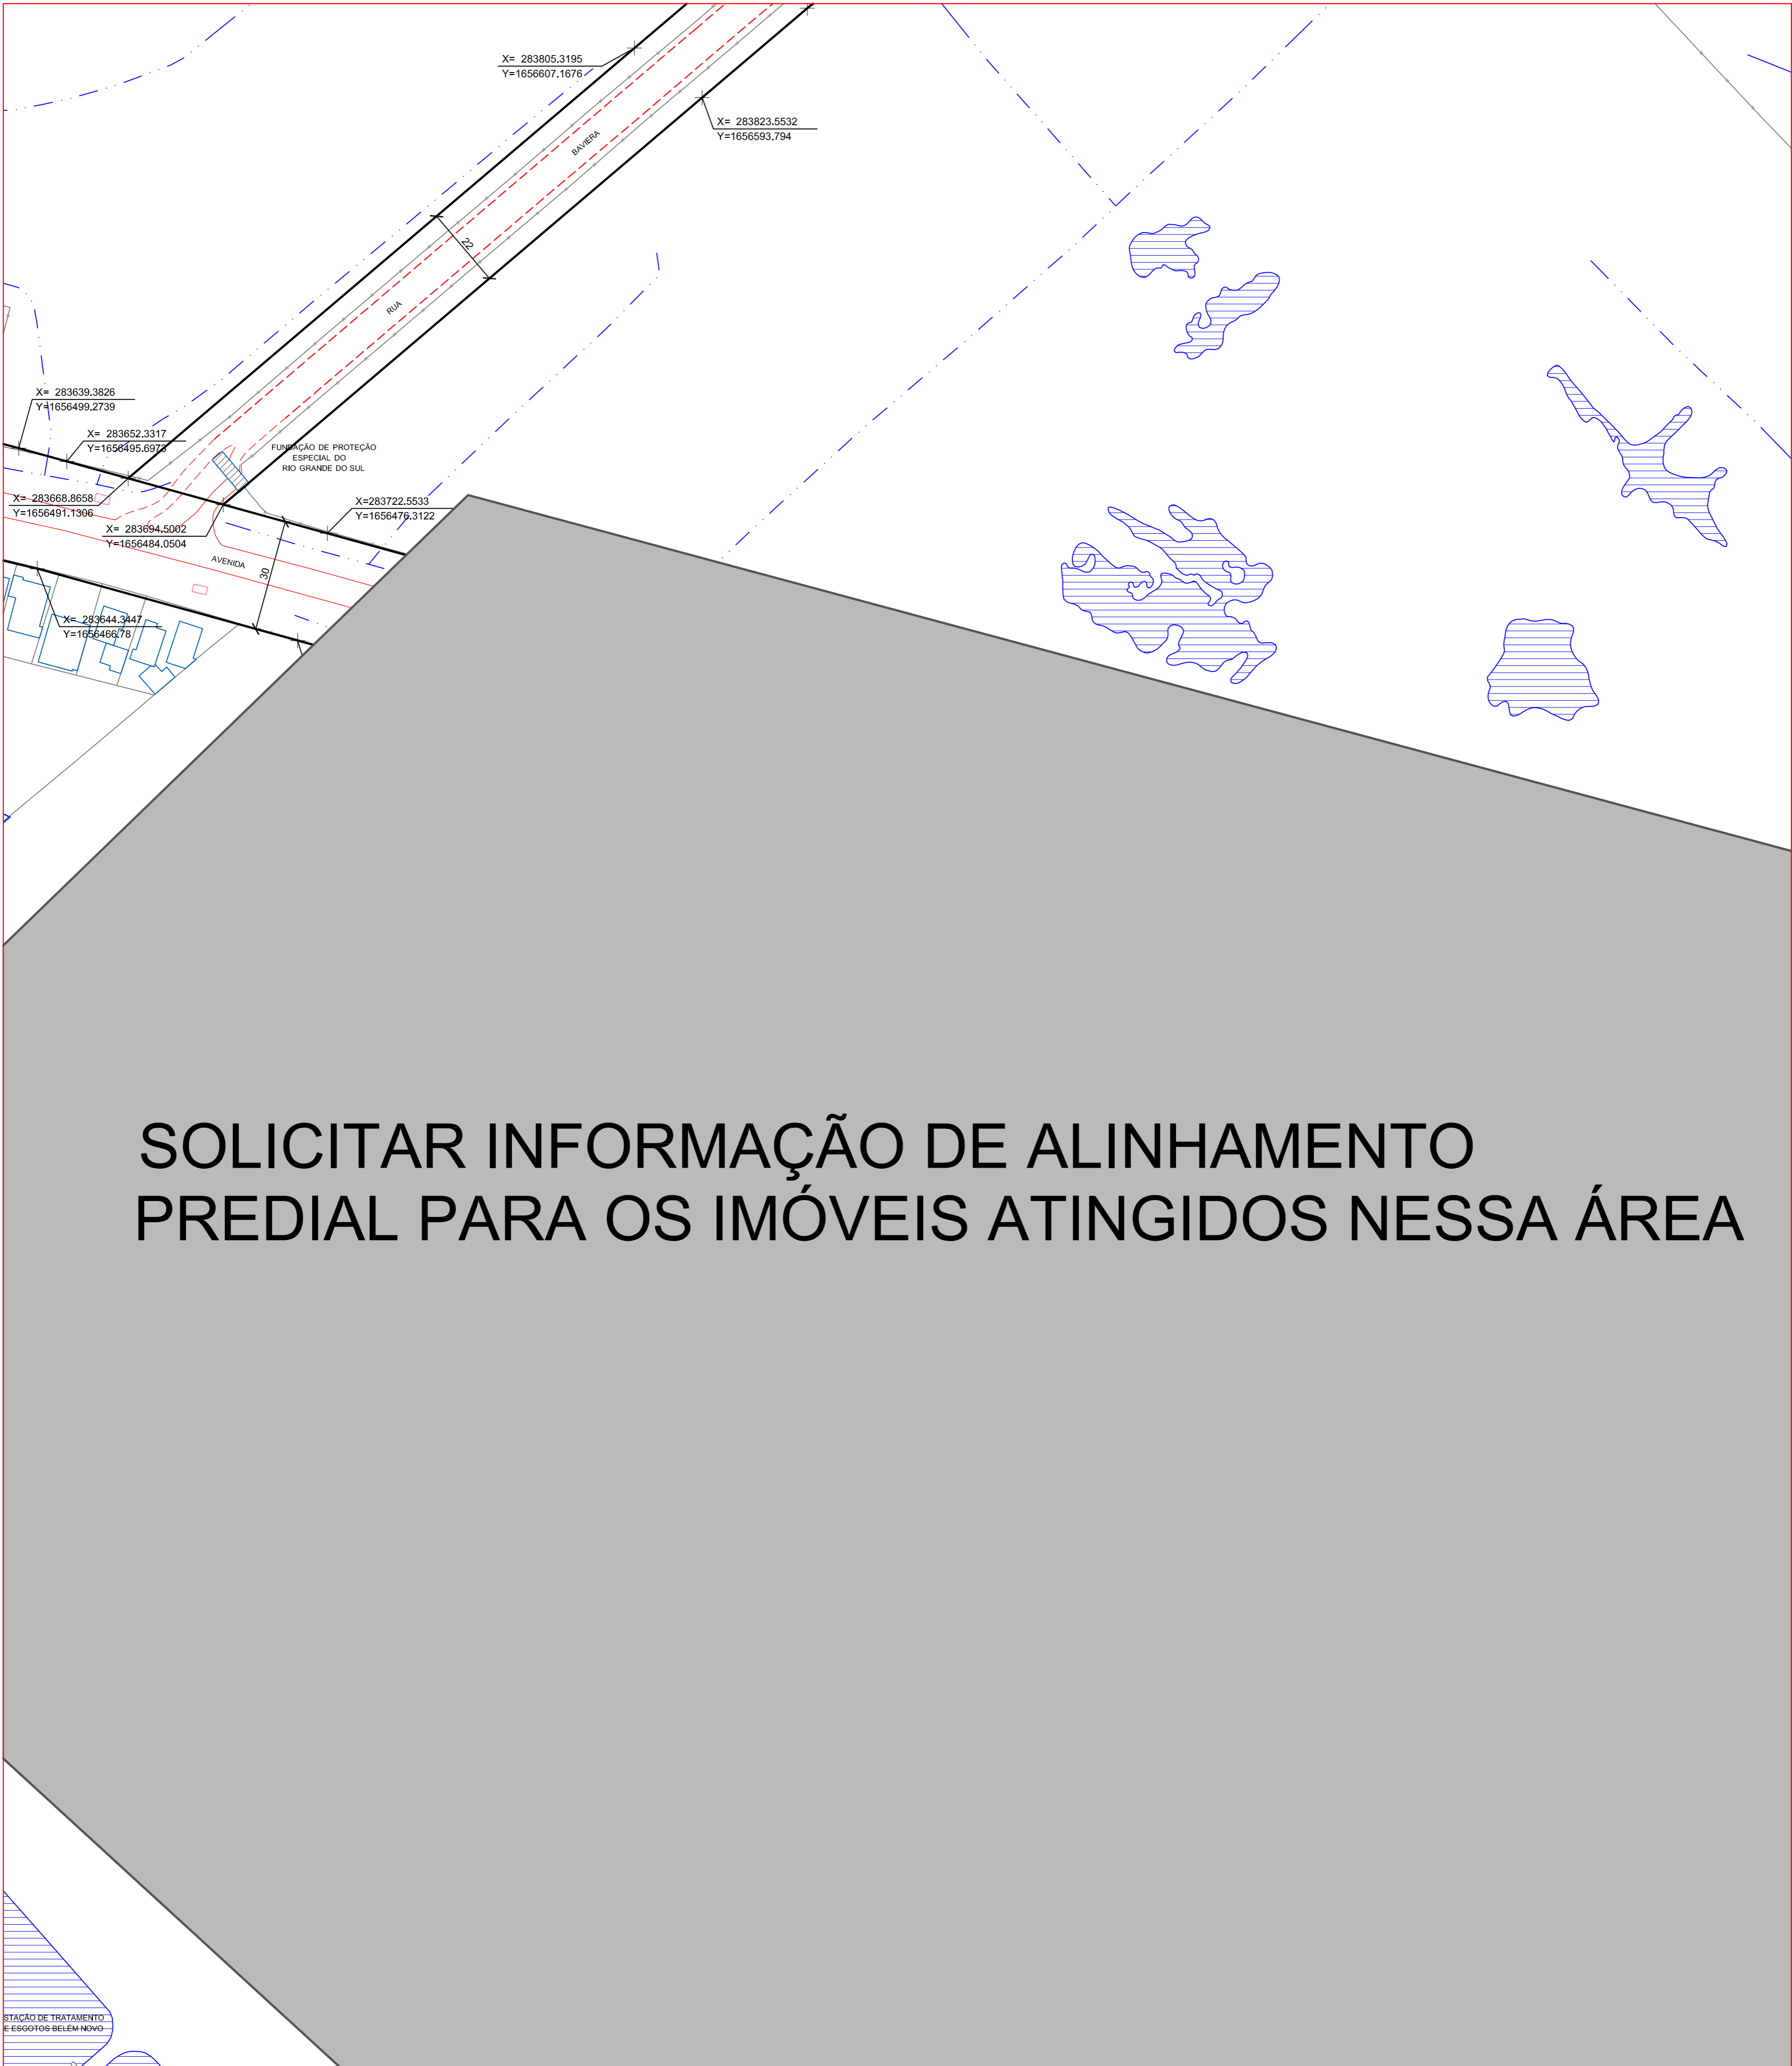 X= 283805.3195
Y=1656607.1676
X= 283823.5532
Y=1656593.794
BAVIERA
22
RUA
X= 283639.3826
Y=1656499.2739
X= 283652.3317
Y=1656495.6973
FUNDAÇÃO DE PROTEÇÃO
ESPECIAL DO
RIO GRANDE DO SUL
X= 283668.8658
Y=1656491.1306
X=283722.5533
Y=1656476.3122
X= 283694.5002
Y=1656484.0504
AVENIDA
30
X= 283644.3447
Y=1656466.78
SOLICITAR INFORMAÇÃO DE ALINHAMENTO
PREDIAL PARA OS IMÓVEIS ATINGIDOS NESSA ÁREA
STAÇÃO DE TRATAMENTO
E ESGOTOS BELÉM NOVO